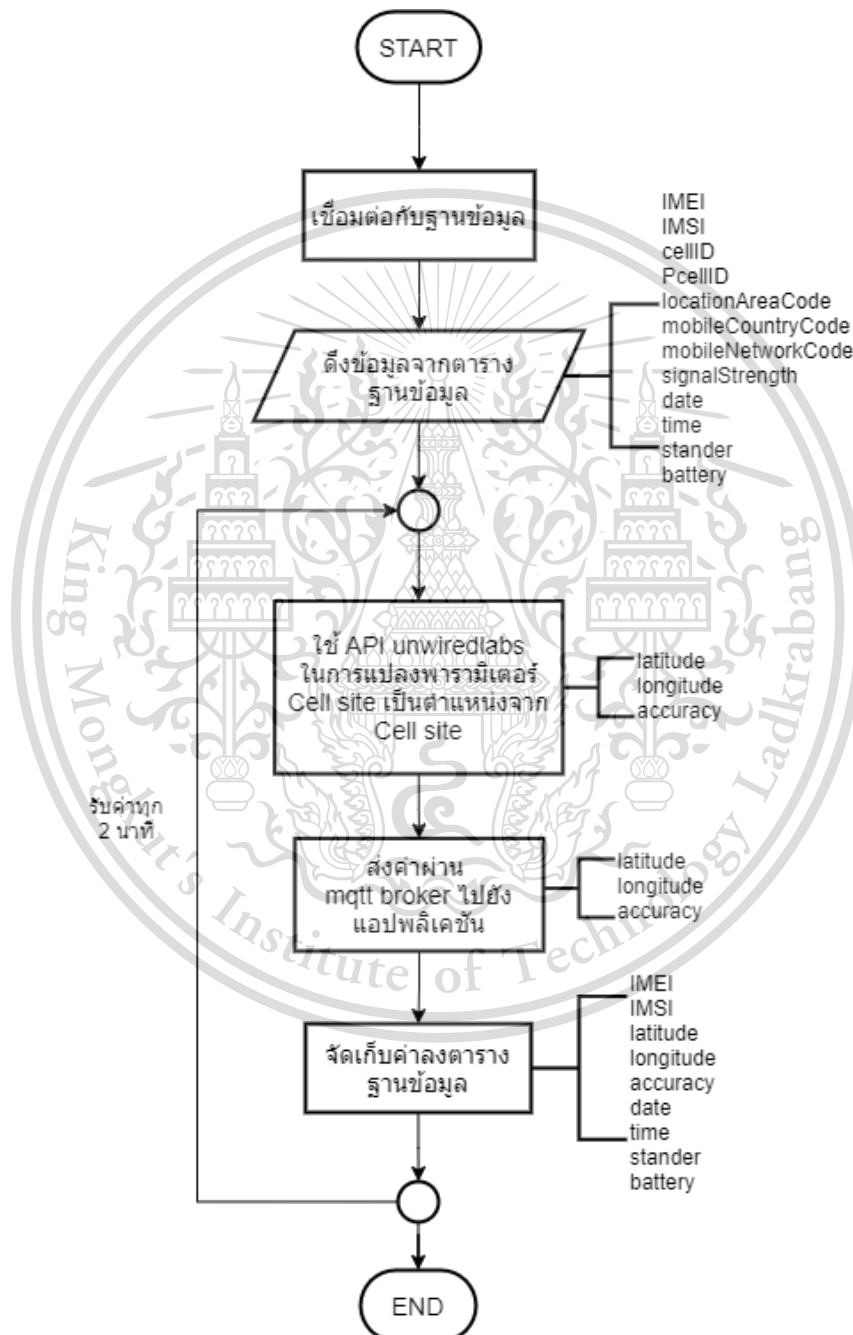 START
เชื่อมต่อกับฐานข้อมูล
IMEI
IMSI
cellID
PcellID
locationAreaCode
mobileCountryCode
mobileNetworkCode
signalStrength
date
time
stander
battery
ดึงข้อมูลจากตาราง
ฐานข้อมูล
ใช้ API unwiredlabs
ในการแปลงพารามิเตอร์
Cell site เป็นตำแหน่งจาก
Cell site
latitude
longitude
accuracy
รับค่าทุก
2 นาที
ส่งค่าผ่าน
mqtt broker ไปยัง
แอปพลิเคชัน
latitude
longitude
accuracy
จัดเก็บค่าลงตาราง
ฐานข้อมูล
IMEI
IMSI
latitude
longitude
accuracy
date
time
stander
battery
END
King Mongkut's Institute of Technology Ladkrabang